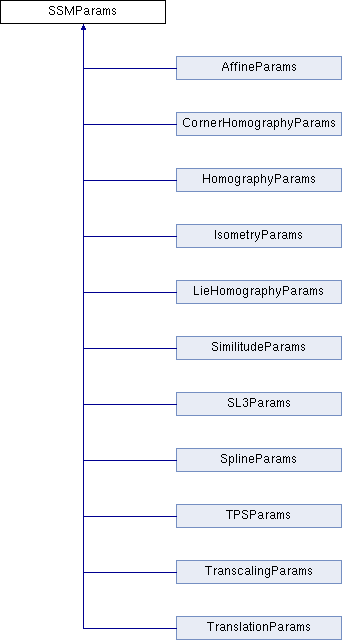 SSMParams
AffineParams
CornerHomographyParams
HomographyParams
IsometryParams
LieHomographyParams
SimilitudeParams
SL3Params
SplineParams
TPSParams
TranscalingParams
TranslationParams